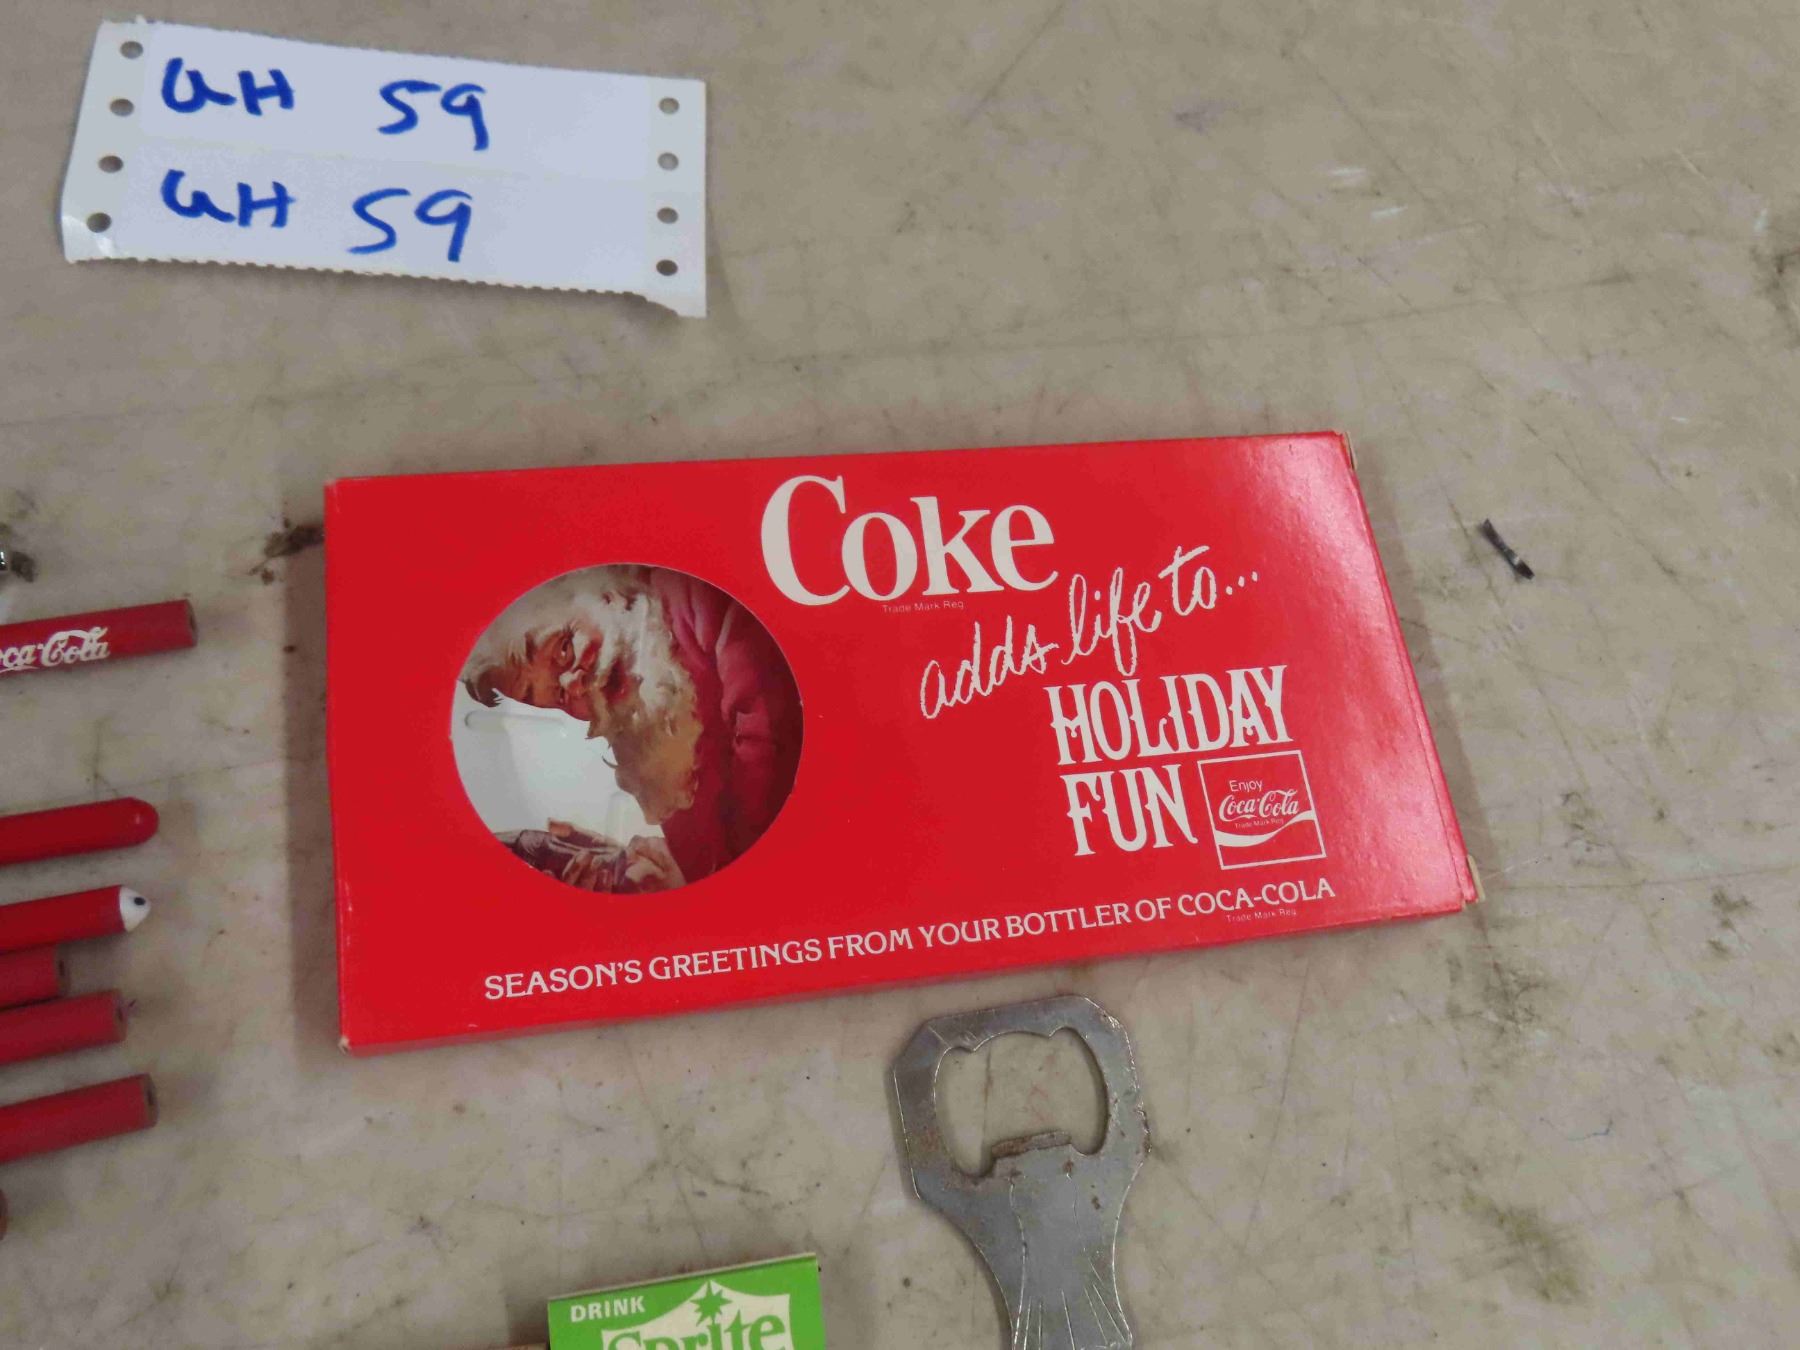 GH 59
GH 59
Coca-Cola
Coke
Trade Mark Reg.
adds life to...
HOLIDAY
FUN
Enjoy
Coca-Cola
Trade Mark Reg.
SEASON'S GREETINGS FROM YOUR BOTTLER OF COCA-COLA
Trade Mark Reg.
DRINK
Sprite